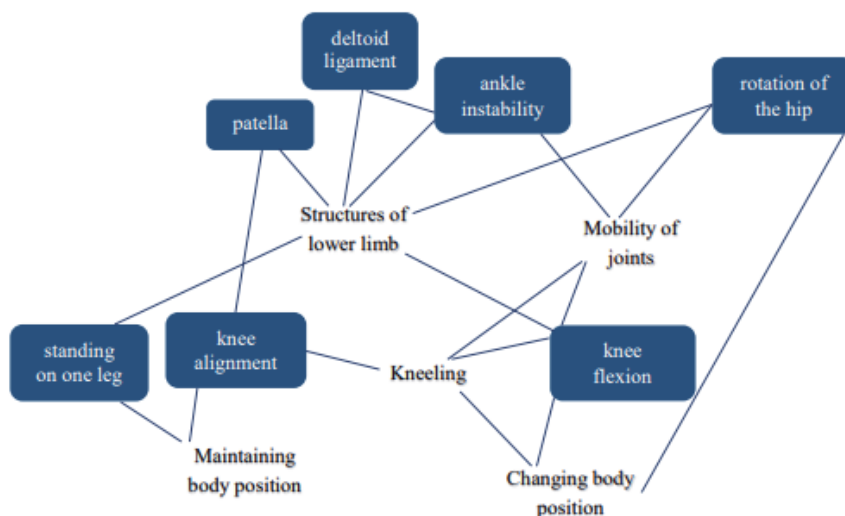 deltoid
ligament
ankle
instability
rotation of
the hip
patella
Structures of
lower limb
Mobility of
joints
standing
on one leg
knee
alignment
Kneeling
knee
flexion
Maintaining
body position
Changing body
position